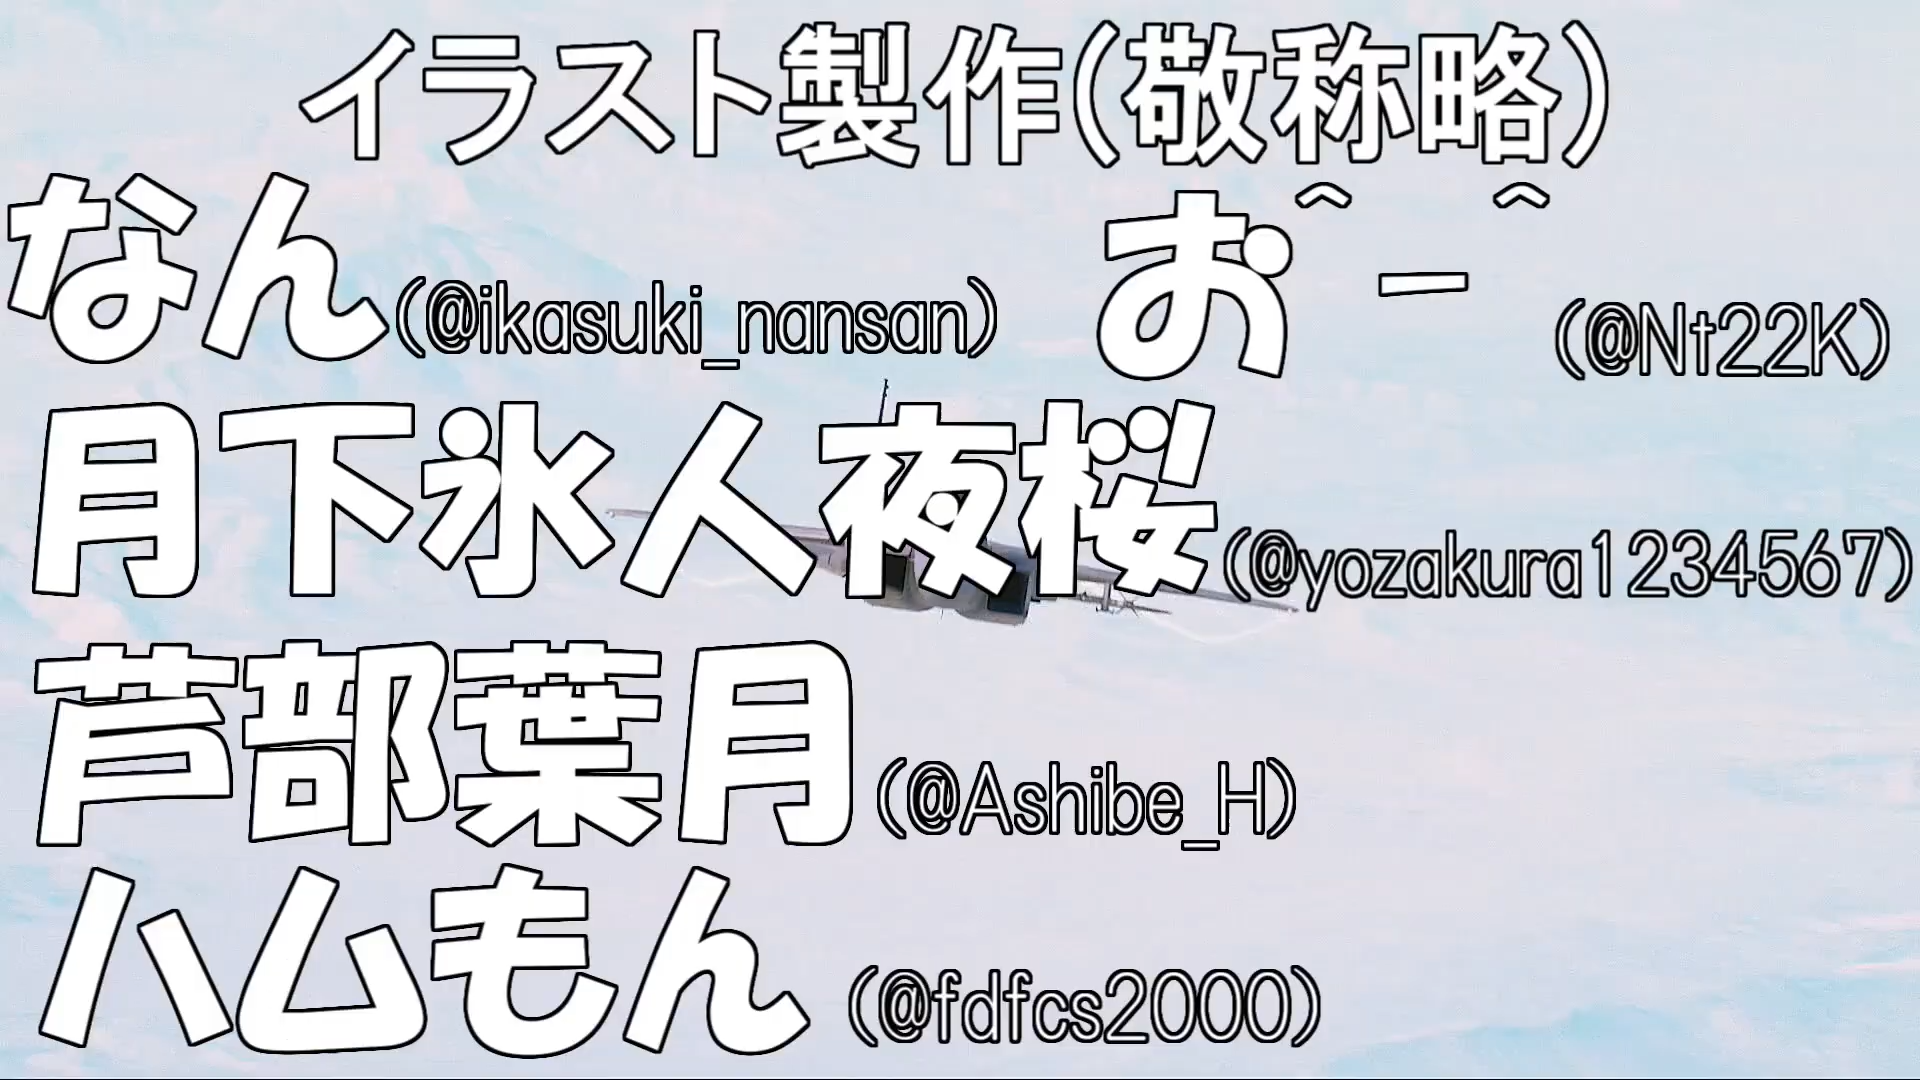 イラスト製作(敬称略)
なん(@ikasuki_nansan) お^-^(@Nt22K)
月下氷人夜桜(@yozakura1234567)
芦部葉月(@Ashibe_H)
ハムもん(@fdfcs2000)